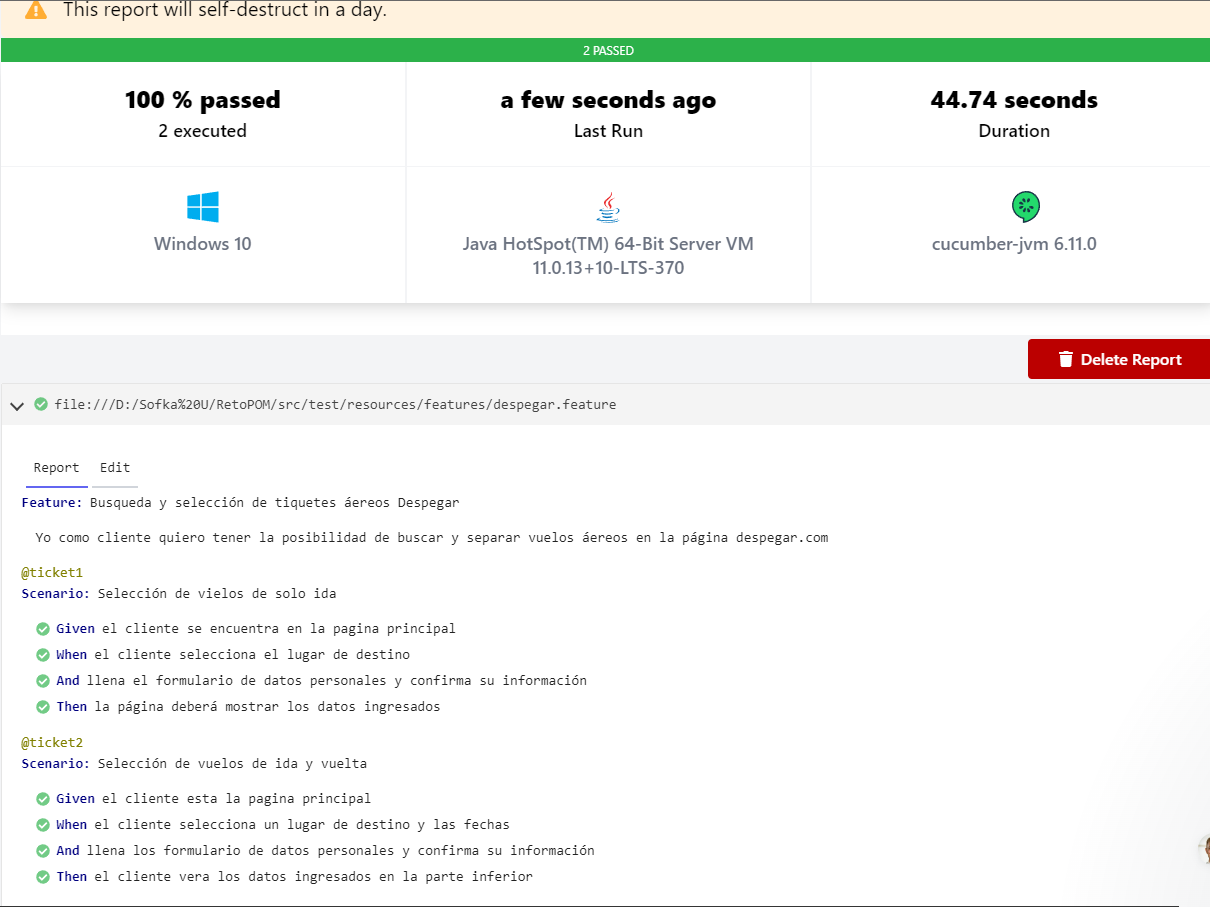 This report will self-destruct in a day.
2 PASSED
100 % passed
2 executed
a few seconds ago
Last Run
44.74 seconds
Duration
Windows 10
Java HotSpot(TM) 64-Bit Server VM
11.0.13+10-LTS-370
cucumber-jvm 6.11.0
Delete Report
file:///D:/Sofka%20U/RetoPOM/src/test/resources/features/despegar.feature
Report Edit
Feature: Busqueda y selección de tiquetes áereos Despegar
Yo como cliente quiero tener la posibilidad de buscar y separar vuelos áereos en la página despegar.com
@ticket1
Scenario: Selección de vielos de solo ida
Given el cliente se encuentra en la pagina principal
When el cliente selecciona el lugar de destino
And llena el formulario de datos personales y confirma su información
Then la página deberá mostrar los datos ingresados
@ticket2
Scenario: Selección de vuelos de ida y vuelta
Given el cliente esta la pagina principal
When el cliente selecciona un lugar de destino y las fechas
And llena los formulario de datos personales y confirma su información
Then el cliente vera los datos ingresados en la parte inferior